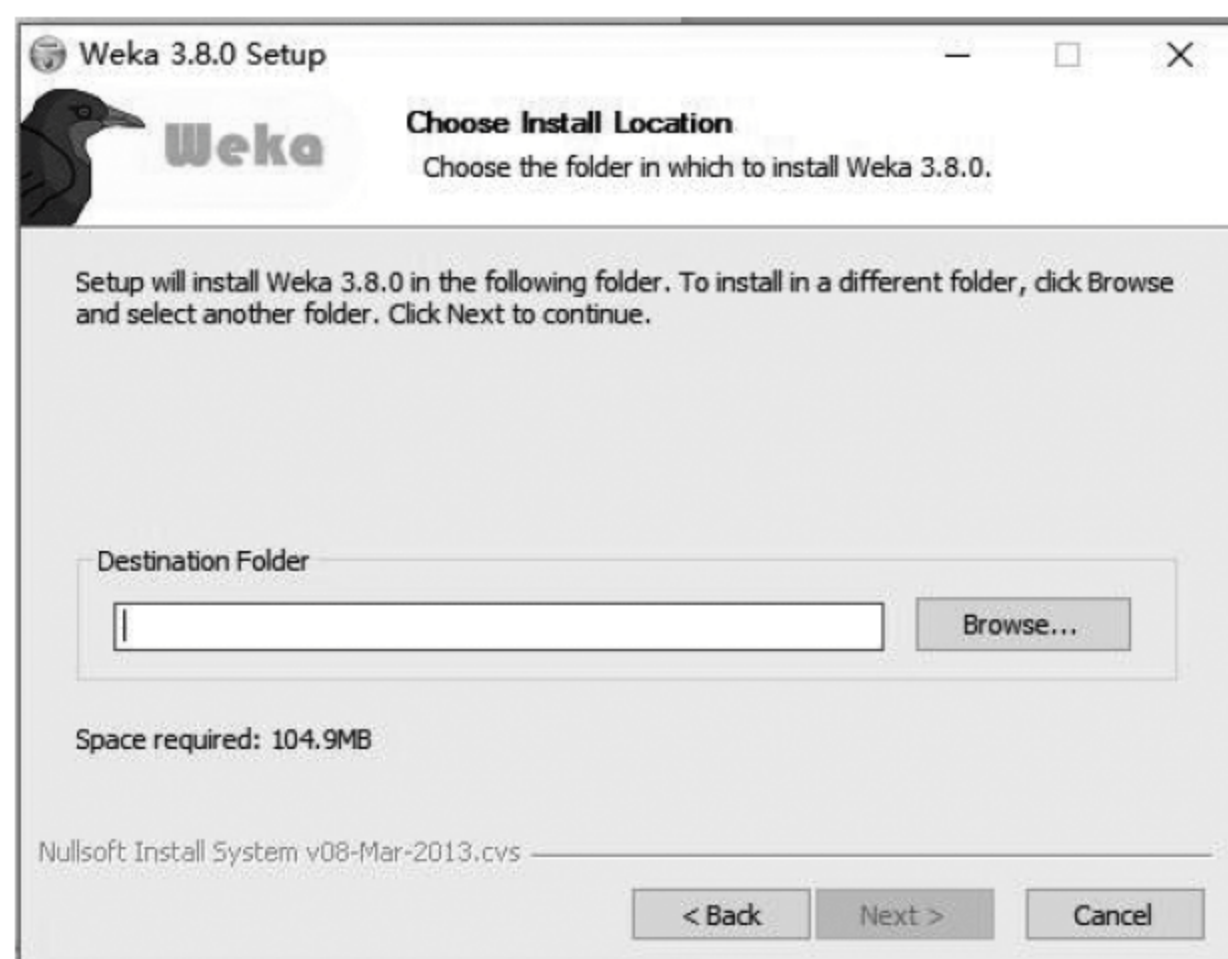 Weka 3.8.0 Setup
Weka
Choose Install Location
Choose the folder in which to install Weka 3.8.0.
Setup will install Weka 3.8.0 in the following folder. To install in a different folder, click Browse
and select another folder. Click Next to continue.
Destination Folder
Browse...
Space required: 104.9MB
Nullsoft Install System v08-Mar-2013.cvs
< Back
Next >
Cancel